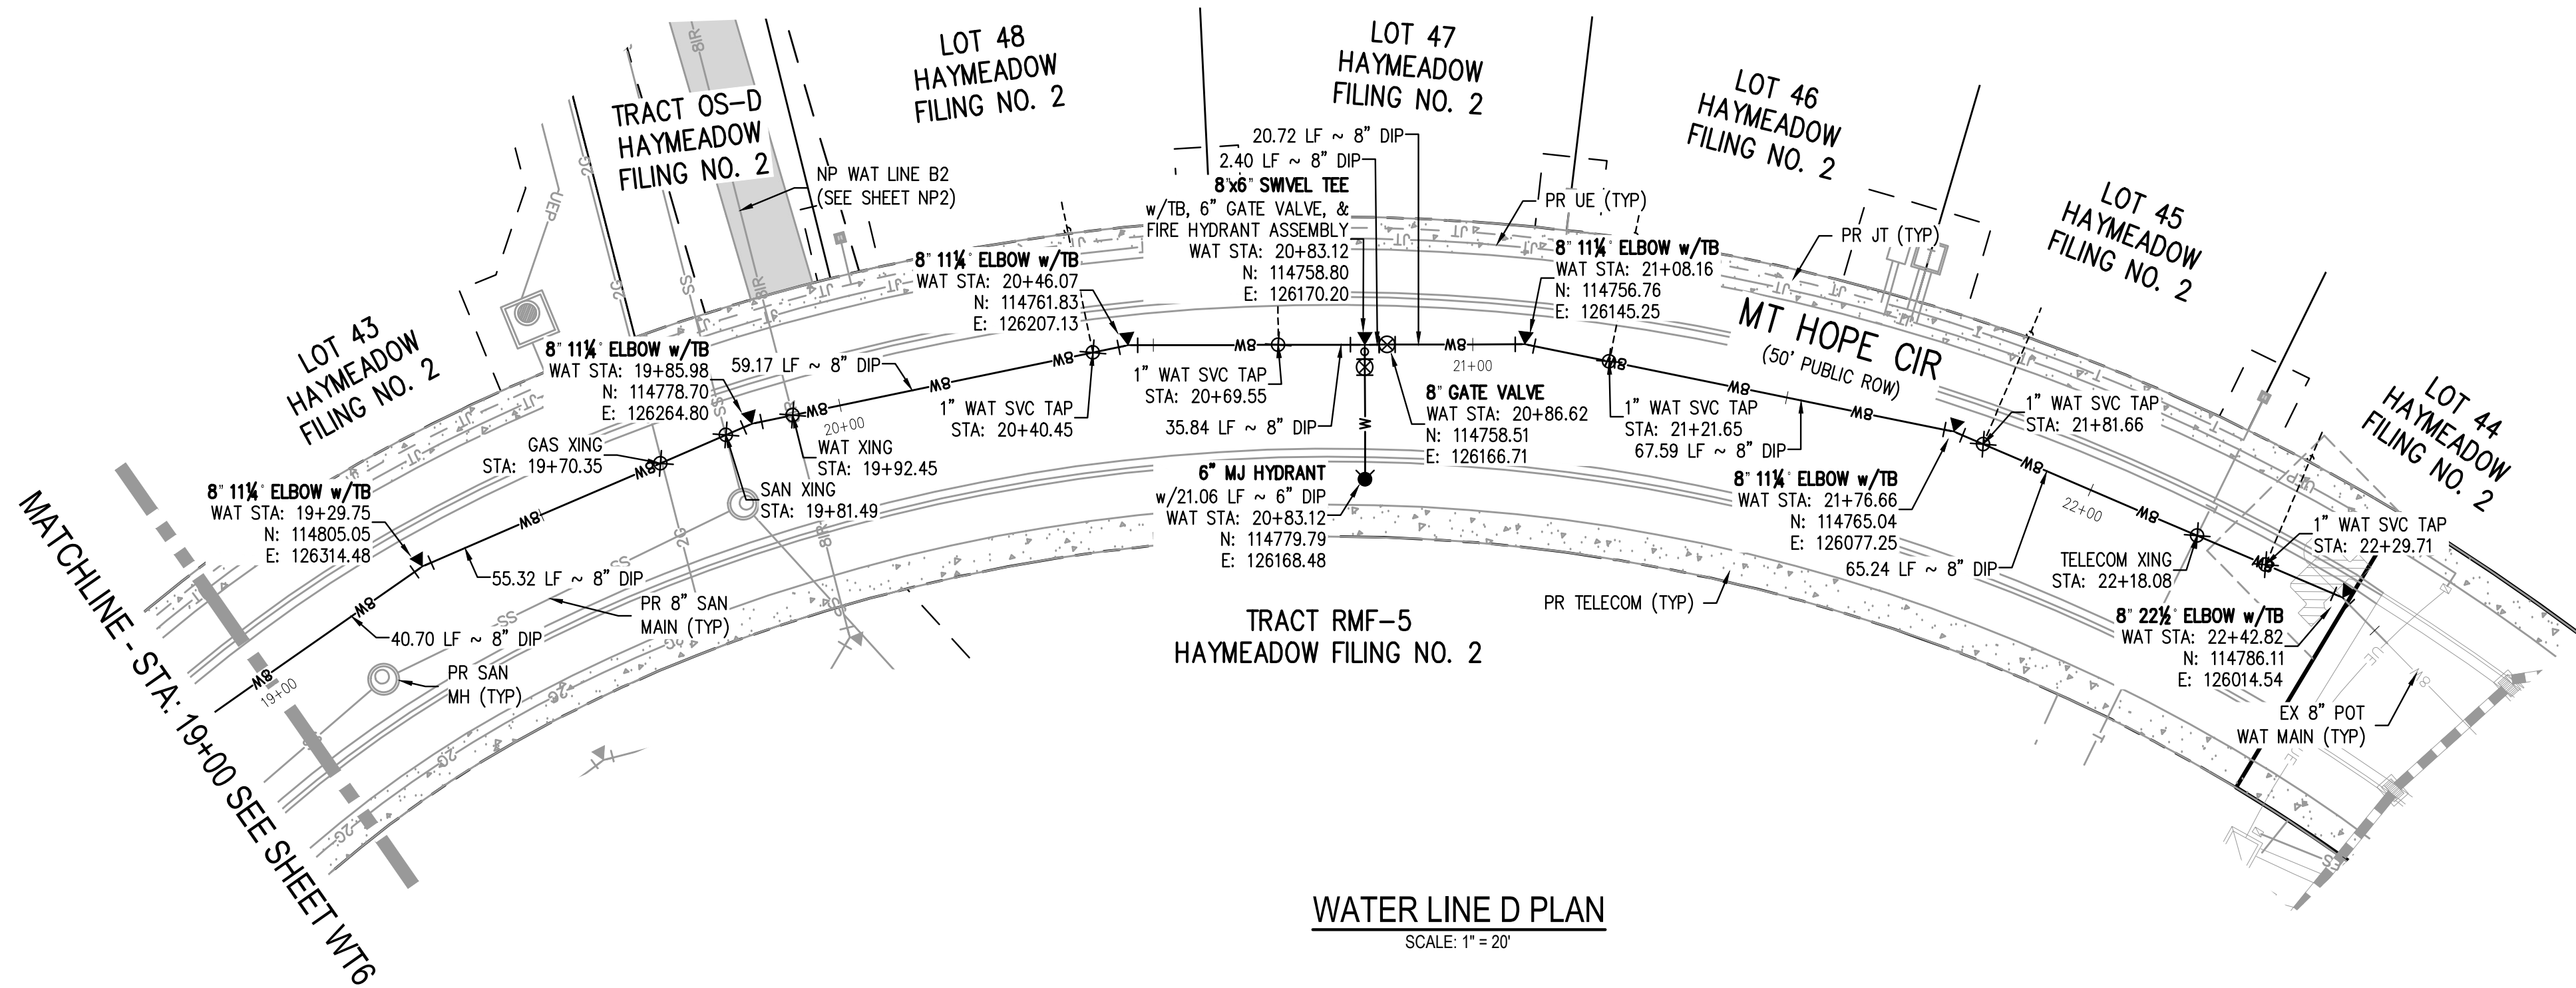 LOT 48
HAYMEADOW
FILING NO. 2
LOT 47
HAYMEADOW
FILING NO. 2
LOT 46
HAYMEADOW
FILING NO. 2
LOT 45
HAYMEADOW
FILING NO. 2
LOT 44
HAYMEADOW
FILING NO. 2
LOT 43
HAYMEADOW
FILING NO. 2
TRACT OS-D
HAYMEADOW
FILING NO. 2
NP WAT LINE B2
(SEE SHEET NP2)
20.72 LF ~ 8" DIP
2.40 LF ~ 8" DIP
8"x6" SWIVEL TEE
w/TB, 6" GATE VALVE, &
FIRE HYDRANT ASSEMBLY
WAT STA: 20+83.12
N: 114758.80
E: 126170.20
PR UE (TYP)
PR JT (TYP)
8" 11¼° ELBOW w/TB
WAT STA: 20+46.07
N: 114761.83
E: 126207.13
8" 11¼° ELBOW w/TB
WAT STA: 21+08.16
N: 114756.76
E: 126145.25
MT HOPE CIR
(50' PUBLIC ROW)
8" 11¼° ELBOW w/TB
WAT STA: 19+85.98
N: 114778.70
E: 126264.80
59.17 LF ~ 8" DIP
1" WAT SVC TAP
STA: 20+40.45
1" WAT SVC TAP
STA: 20+69.55
35.84 LF ~ 8" DIP
21+00
8" GATE VALVE
WAT STA: 20+86.62
N: 114758.51
E: 126166.71
1" WAT SVC TAP
STA: 21+21.65
67.59 LF ~ 8" DIP
1" WAT SVC TAP
STA: 21+81.66
GAS XING
STA: 19+70.35
20+00
WAT XING
STA: 19+92.45
SAN XING
STA: 19+81.49
8" 11¼° ELBOW w/TB
WAT STA: 19+29.75
N: 114805.05
E: 126314.48
6" MJ HYDRANT
w/21.06 LF ~ 6" DIP
WAT STA: 20+83.12
N: 114779.79
E: 126168.48
8" 11¼° ELBOW w/TB
WAT STA: 21+76.66
N: 114765.04
E: 126077.25
65.24 LF ~ 8" DIP
22+00
TELECOM XING
STA: 22+18.08
1" WAT SVC TAP
STA: 22+29.71
8" 22½° ELBOW w/TB
WAT STA: 22+42.82
N: 114786.11
E: 126014.54
55.32 LF ~ 8" DIP
PR 8" SAN
MAIN (TYP)
40.70 LF ~ 8" DIP
PR SAN
MH (TYP)
19+00
PR TELECOM (TYP)
TRACT RMF-5
HAYMEADOW FILING NO. 2
EX 8" POT
WAT MAIN (TYP)
MATCHLINE - STA: 19+00 SEE SHEET WT6
WATER LINE D PLAN
SCALE: 1" = 20'